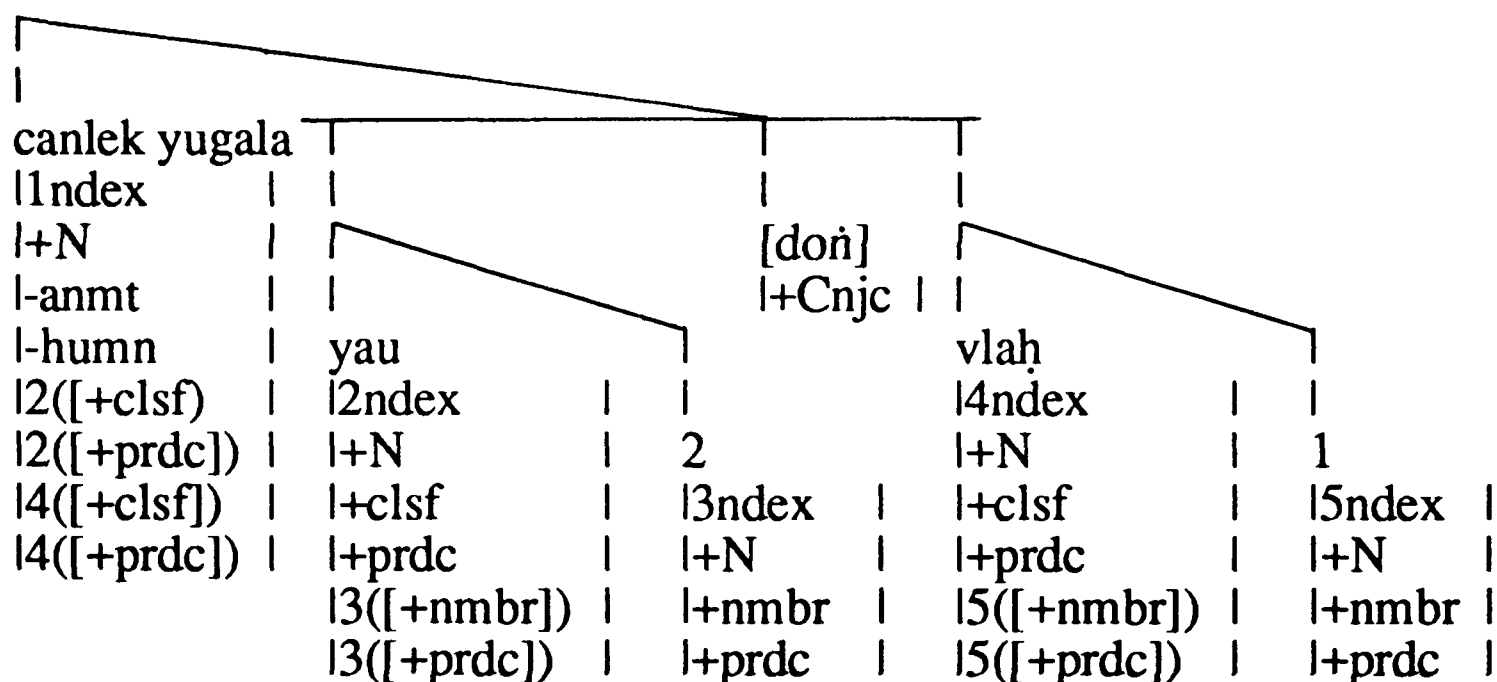 canlek yugala
|1ndex |
|+N | [doṅ]
|-anmt | |+Cnjc |
|-humn | yau vlaḥ
|2([+clsf) | |2ndex | |4ndex |
|2([+prdc]) | |+N | 2 |+N | 1
|4([+clsf]) | |+clsf | |3ndex | |+clsf | |5ndex |
|4([+prdc]) | |+prdc | |+N | |+prdc | |+N |
|3([+nmbr]) | |+nmbr | |5([+nmbr]) | |+nmbr |
|3([+prdc]) | |+prdc | |5([+prdc]) | |+prdc |